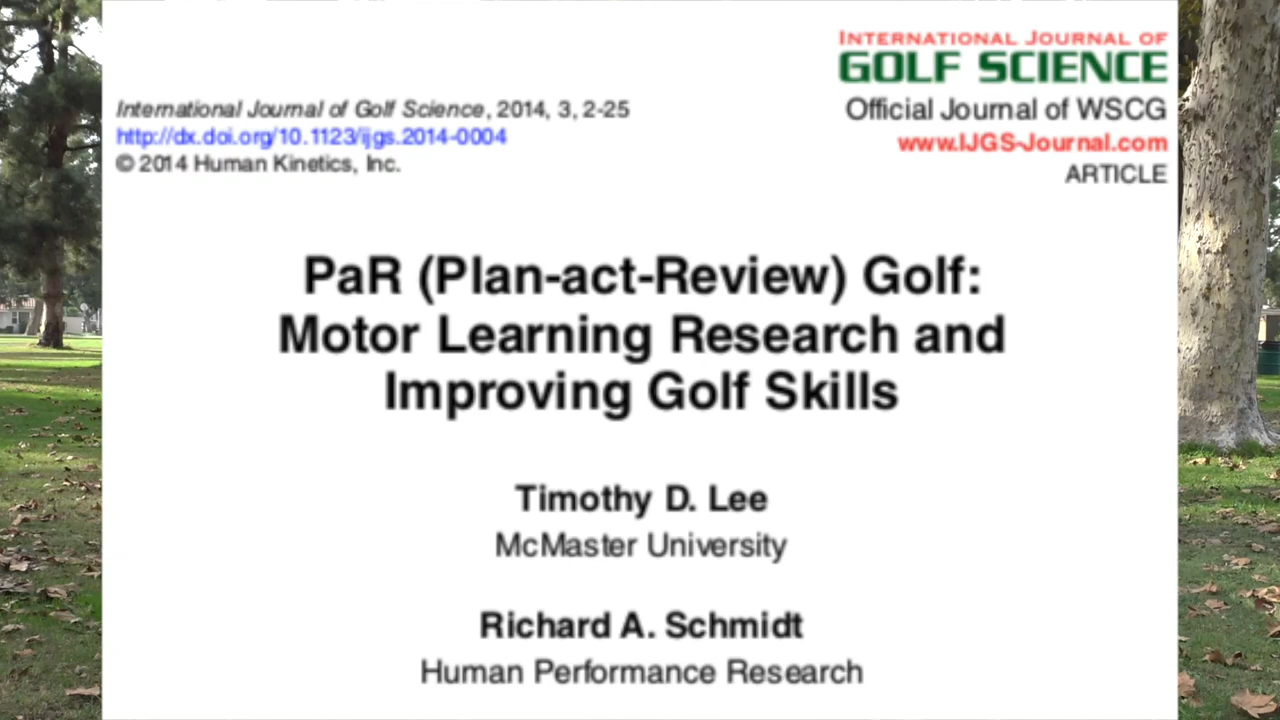 International Journal of Golf Science, 2014, 3, 2-25
http://dx.doi.org/10.1123/ijgs.2014-0004
© 2014 Human Kinetics, Inc.
INTERNATIONAL JOURNAL OF
GOLF SCIENCE
Official Journal of WSCG
www.IJGS-Journal.com
ARTICLE
PaR (Plan-act-Review) Golf:
Motor Learning Research and
Improving Golf Skills
Timothy D. Lee
McMaster University
Richard A. Schmidt
Human Performance Research